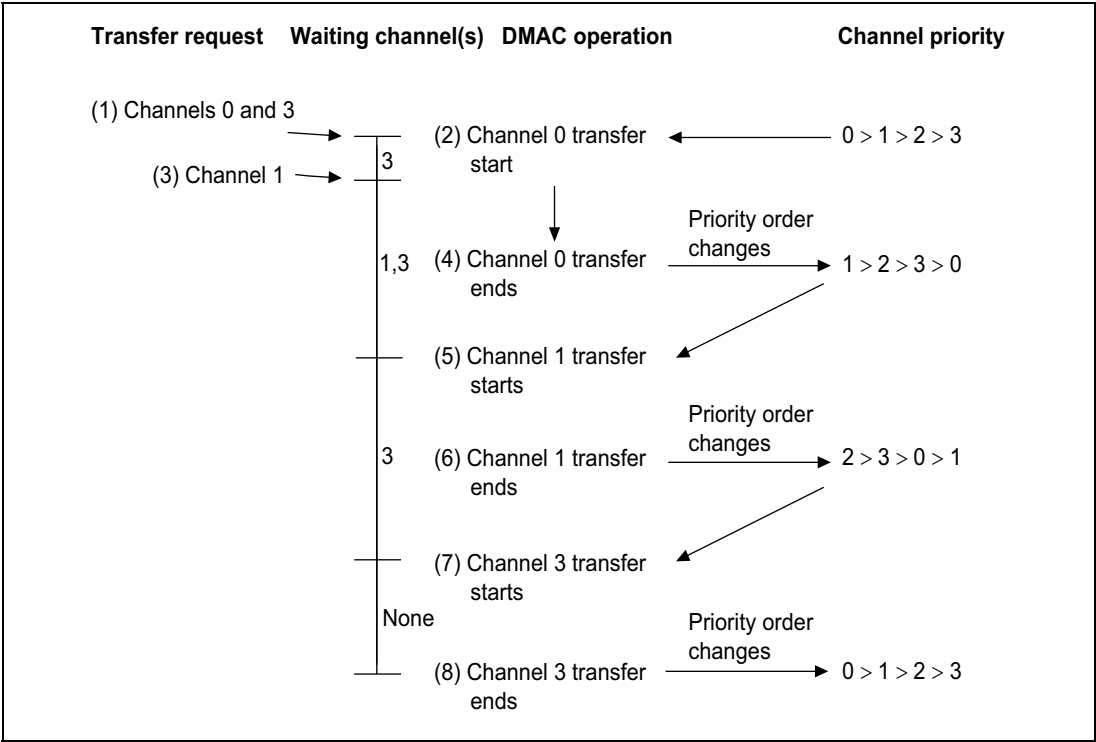 Transfer request Waiting channel(s) DMAC operation Channel priority
(1) Channels 0 and 3
(2) Channel 0 transfer
start
0 > 1 > 2 > 3
3
(3) Channel 1
Priority order
changes
1,3
(4) Channel 0 transfer
ends
1 > 2 > 3 > 0
(5) Channel 1 transfer
starts
Priority order
changes
3
(6) Channel 1 transfer
ends
2 > 3 > 0 > 1
(7) Channel 3 transfer
starts
None
Priority order
changes
(8) Channel 3 transfer
ends
0 > 1 > 2 > 3